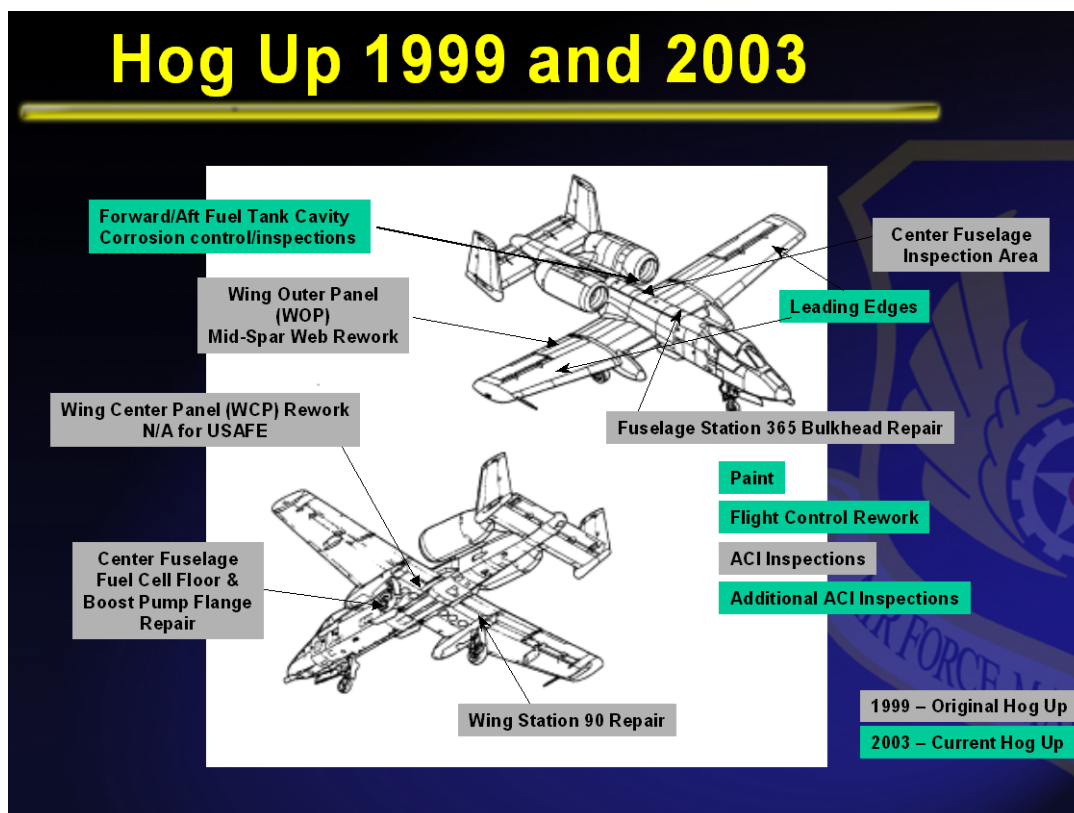 Hog Up 1999 and 2003
Forward/Aft Fuel Tank Cavity
Corrosion control/inspections
Center Fuselage
Inspection Area
Wing Outer Panel
(WOP)
Mid-Spar Web Rework
Leading Edges
Wing Center Panel (WCP) Rework
N/A for USAFE
Fuselage Station 365 Bulkhead Repair
Paint
Flight Control Rework
Center Fuselage
Fuel Cell Floor &
Boost Pump Flange
Repair
ACI Inspections
Additional ACI Inspections
Wing Station 90 Repair
AIR FORCE
1999 – Original Hog Up
2003 – Current Hog Up